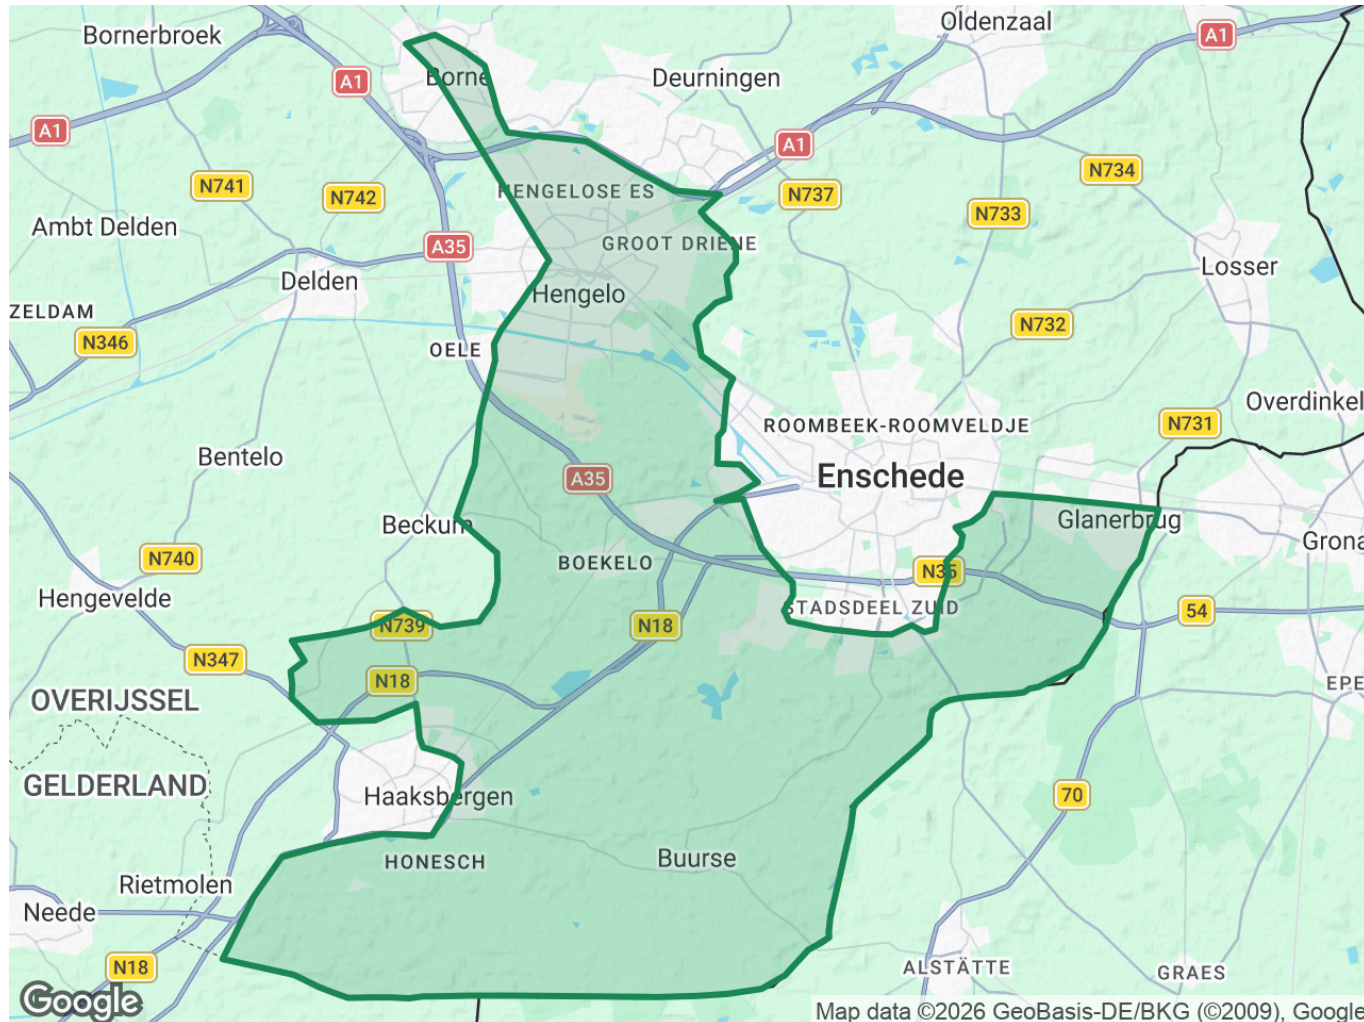 Bornerbroek
Oldenzaal
A1
A1
Borne
Deurningen
A1
A1
N741
N742
HENGELOSE ES
N737
N734
N733
Ambt Delden
A35
GROOT DRIENE
Delden
Losser
Hengelo
ZELDAM
N346
OELE
N732
Overdinkel
ROOMBEEK-ROOMVELDJE
N731
Bentelo
A35
Enschede
Beckum
Glanerbrug
Grona
N740
BOEKELO
N35
Hengevelde
STADSDEEL ZUID
54
N739
N18
N347
N18
EPE
OVERIJSSEL
GELDERLAND
Haaksbergen
70
HONESCH
Buurse
Rietmolen
Neede
N18
ALSTÄTTE
GRAES
Google
Map data ©2026 GeoBasis-DE/BKG (©2009), Google